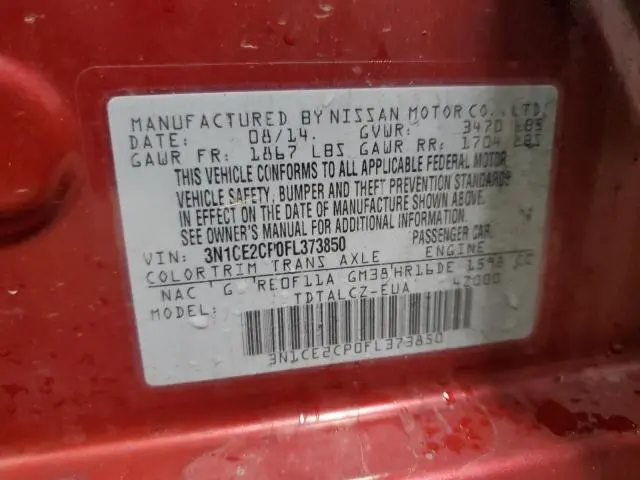 MANUFACTURED BY NISSAN MOTOR CO., LTD.
DATE: 08/14. GVWR: 3470 LBS
GAWR FR: 1867 LBS GAWR RR: 1704 LBS
THIS VEHICLE CONFORMS TO ALL APPLICABLE FEDERAL MOTOR
VEHICLE SAFETY, BUMPER AND THEFT PREVENTION STANDARDS
IN EFFECT ON THE DATE OF MANUFACTURE SHOWN ABOVE.
SEE OWNER'S MANUAL OR ADDITIONAL INFORMATION.
VIN: 3N1CE2CP0FL373850 PASSENGER CAR
COLOR TRIM TRANS AXLE ENGINE
NAC G RE0F11A GM38 HR16DE 1598 CC
MODEL: TDTALCZ-EUA 42000
3N1CE2CP0FL373850